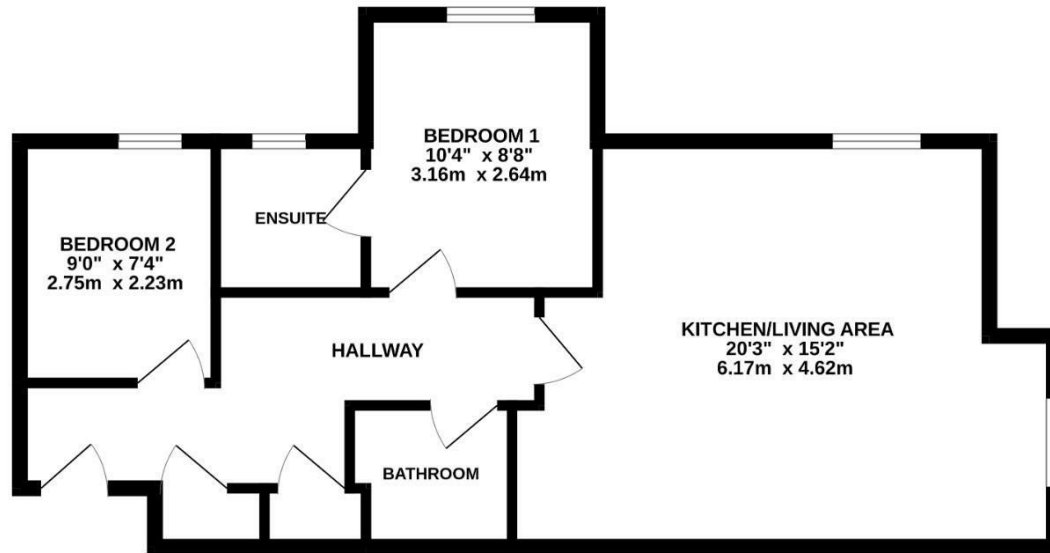 BEDROOM 1
10'4" x 8'8"
3.16m x 2.64m
ENSUITE
BEDROOM 2
9'0" x 7'4"
2.75m x 2.23m
HALLWAY
KITCHEN/LIVING AREA
20'3" x 15'2"
6.17m x 4.62m
BATHROOM